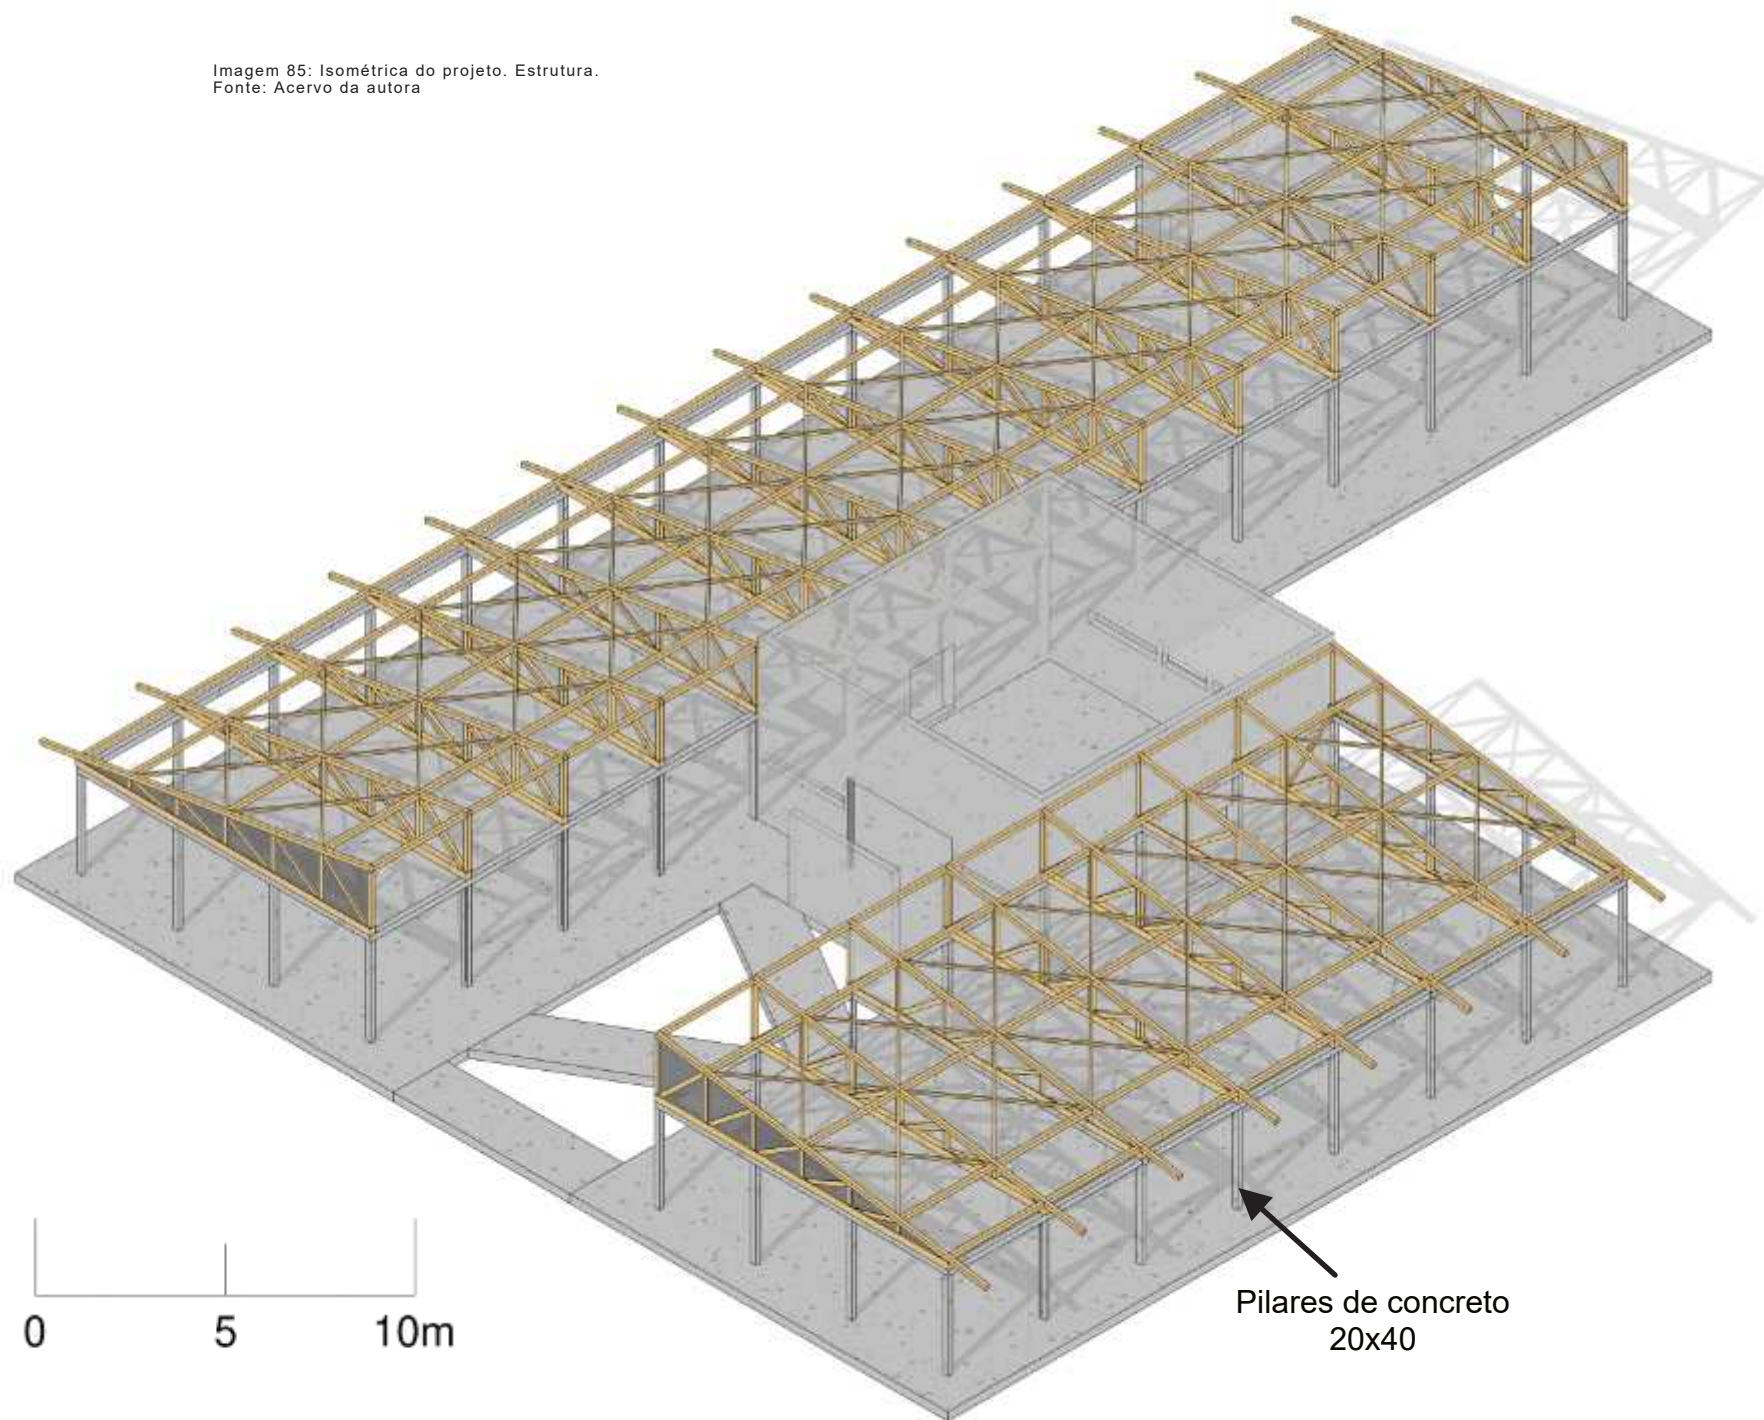 Imagem 85: Isométrica do projeto. Estrutura.
Fonte: Acervo da autora
Pilares de concreto
20x40
0 5 10m